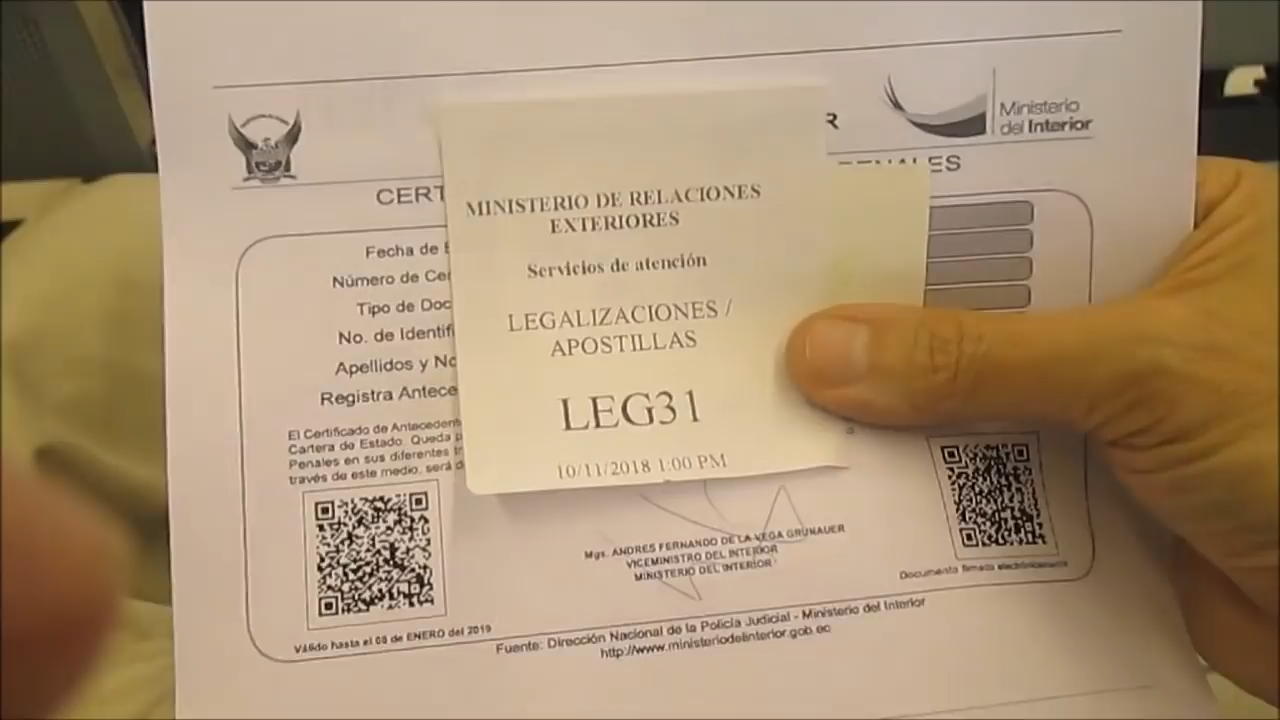 R
Ministerio
del Interior
CERT
ENALES
MINISTERIO DE RELACIONES
EXTERIORES
Servicios de atención
LEGALIZACIONES /
APOSTILLAS
LEG31
10/11/2018 1:00 PM
Fecha de E
Número de Cer
Tipo de Doc
No. de Identifi
Apellidos y No
Registra Antece
El Certificado de Antecedent
Cartera de Estado. Queda p
Penales en sus diferentes tr
través de este medio, será d
Mgs. ANDRES FERNANDO DE LA VEGA GRUNAUER
VICEMINISTRO DEL INTERIOR
MINISTERIO DEL INTERIOR
Documento firmado electrónicamente
Válido hasta el 08 de ENERO del 2019
Fuente: Dirección Nacional de la Policía Judicial - Ministerio del Interior
http://www.ministeriodelinterior.gob.ec